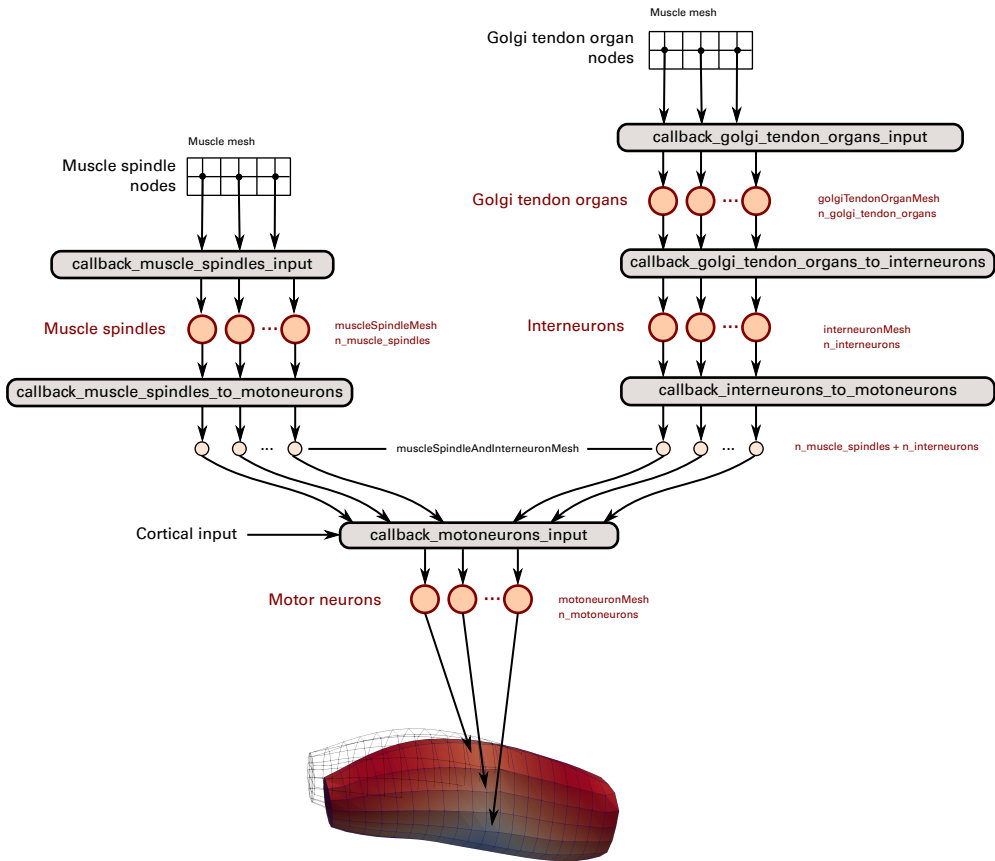 Muscle mesh
Golgi tendon organ
nodes
callback_golgi_tendon_organs_input
Muscle mesh
Muscle spindle
nodes
Golgi tendon organs
...
golgiTendonOrganMesh
n_golgi_tendon_organs
callback_muscle_spindles_input
callback_golgi_tendon_organs_to_interneurons
Muscle spindles
...
muscleSpindleMesh
n_muscle_spindles
Interneurons
...
interneuronMesh
n_interneurons
callback_muscle_spindles_to_motoneurons
callback_interneurons_to_motoneurons
...
muscleSpindleAndInterneuronMesh
...
n_muscle_spindles + n_interneurons
Cortical input
callback_motoneurons_input
Motor neurons
...
motoneuronMesh
n_motoneurons